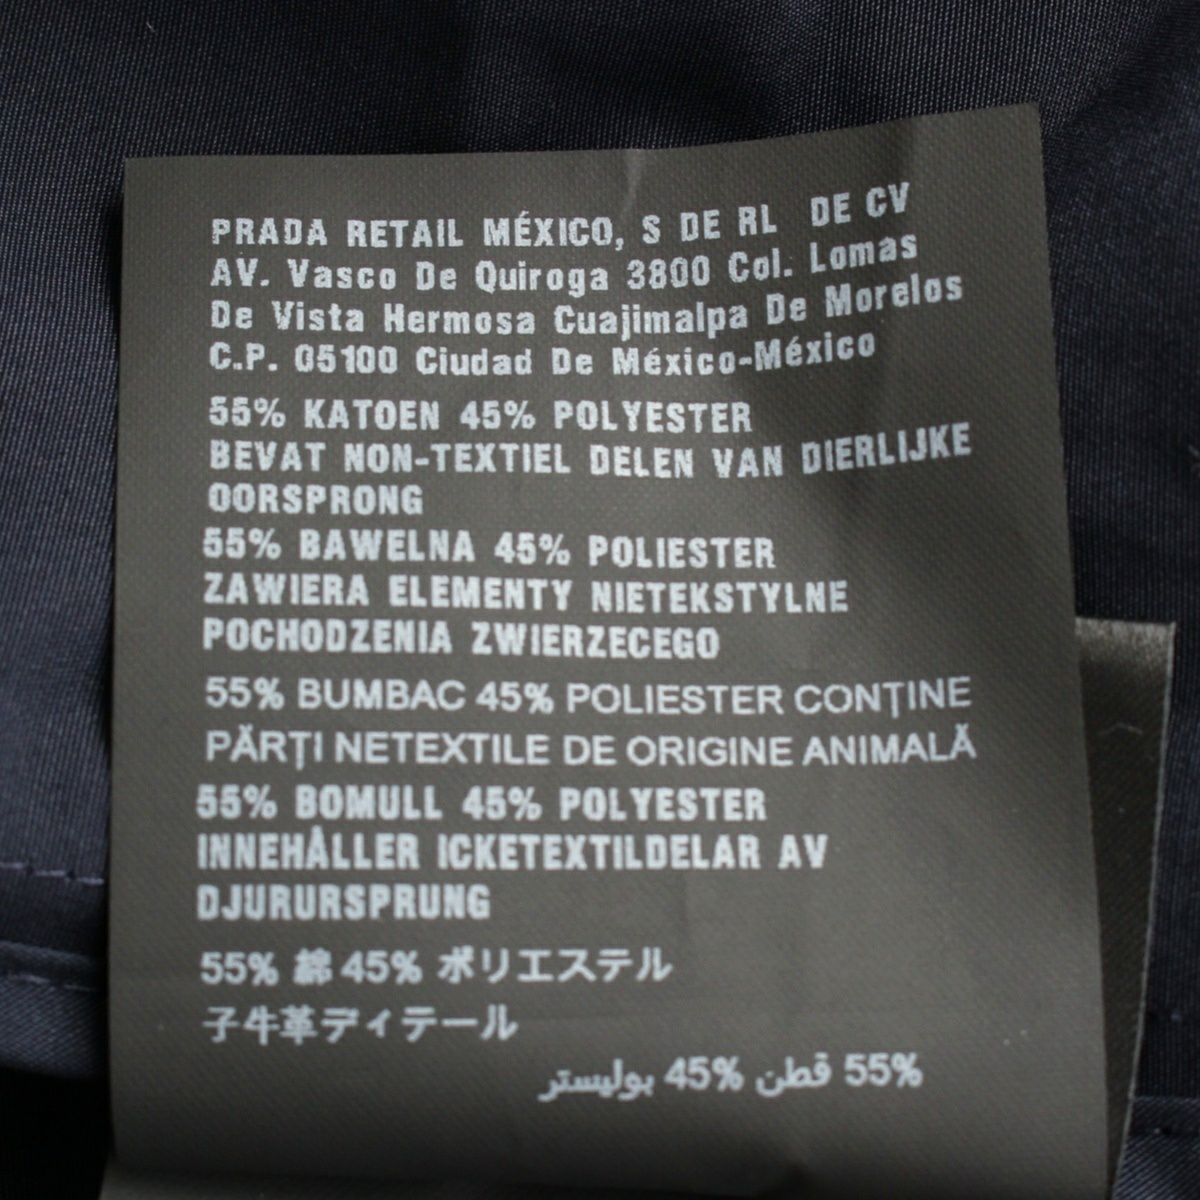 PRADA RETAIL MÉXICO, S DE RL DE CV
AV. Vasco De Quiroga 3800 Col. Lomas
De Vista Hermosa Cuajimalpa De Morelos
C.P. 05100 Ciudad De México-México
55% KATOEN 45% POLYESTER
BEVAT NON-TEXTIEL DELEN VAN DIERLIJKE
OORSPRONG
55% BAWEŁNA 45% POLIESTER
ZAWIERA ELEMENTY NIETEKSTYLNE
POCHODZENIA ZWIERZECEGO
55% BUMBAC 45% POLIESTER CONŢINE
PĂRŢI NETEXTILE DE ORIGINE ANIMALĂ
55% BOMULL 45% POLYESTER
INNEHÅLLER ICKETEXTILDELAR AV
DJURURSPRUNG
55% 綿 45% ポリエステル
子牛革ディテール
55% قطن 45% بوليستر